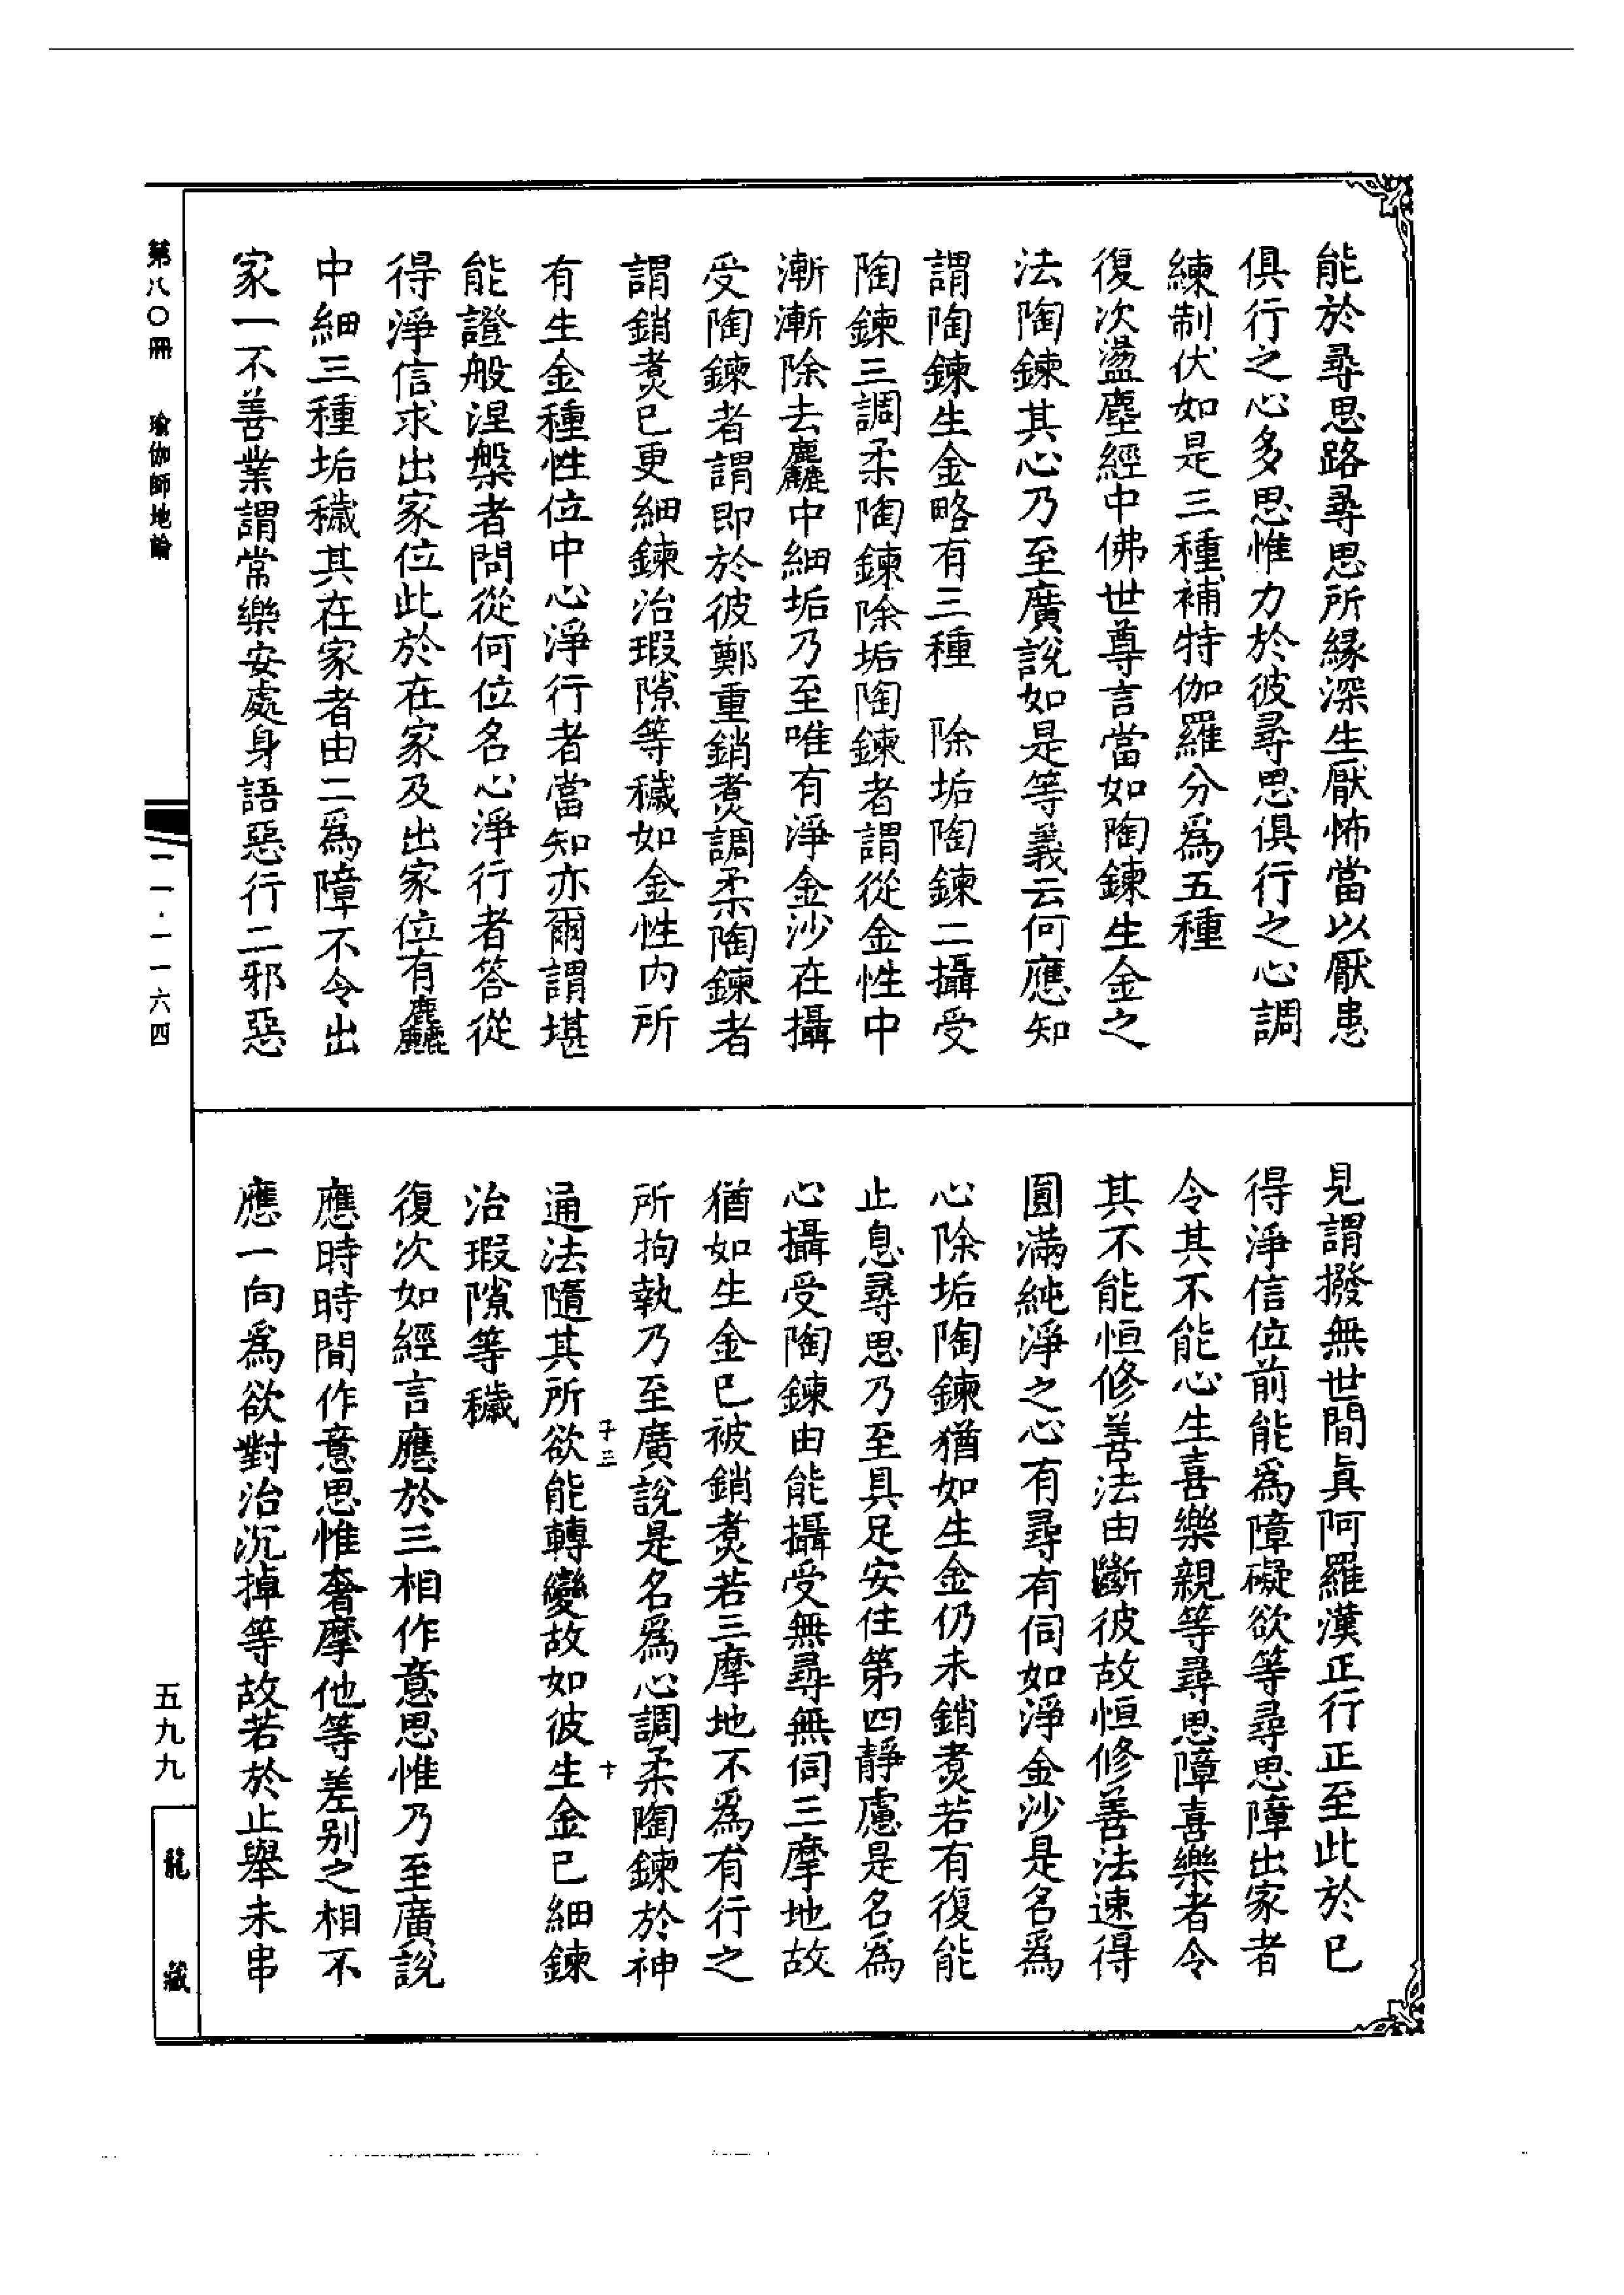 能於尋思路尋思所緣深生厭怖當以厭患
俱行之心多思惟力於彼尋思俱行之心調
練制伏如是三種補特伽羅分爲五種
復次盪塵經中佛世尊言當如陶鍊生金之
法陶鍊其心乃至廣說如是等義云何應知
謂陶鍊生金略有三種　除垢陶鍊二攝受
陶鍊三調柔陶鍊除垢陶鍊者謂從金性中
漸漸除去麤中細垢乃至唯有淨金沙在攝
受陶鍊者謂即於彼鄭重銷煑調柔陶鍊者
謂銷煑已更細鍊治瑕隙等穢如金性內所
有生金種性位中心淨行者當知亦爾謂堪
能證般涅槃者問從何位名心淨行者答從
得淨信求出家位此於在家及出家位有麤
中細三種垢穢其在家者由二爲障不令出
家一不善業謂常樂安處身語惡行二邪惡
見謂撥無世間眞阿羅漢正行正至此於已
得淨信位前能爲障礙欲等尋思障出家者
令其不能心生喜樂親等尋思障喜樂者令
其不能恒修善法由斷彼故恒修善法速得
圓滿純淨之心有尋有伺如淨金沙是名爲
心除垢陶鍊猶如生金仍未銷煑若有復能
止息尋思乃至具足安住第四靜慮是名爲
心攝受陶鍊由能攝受無尋無伺三摩地故
猶如生金已被銷煑若三摩地不爲有行之
所拘執乃至廣說是名爲心調柔陶鍊於神
通法隨其所欲能轉變故如彼生金已細鍊
治瑕隙等穢
復次如經言應於三相作意思惟乃至廣說
應時時間作意思惟奢摩他等差别之相不
應一向爲欲對治沉掉等故若於止舉未串
子三
十
第八〇冊　瑜伽師地論
一一·一一六四
五九九
龍藏